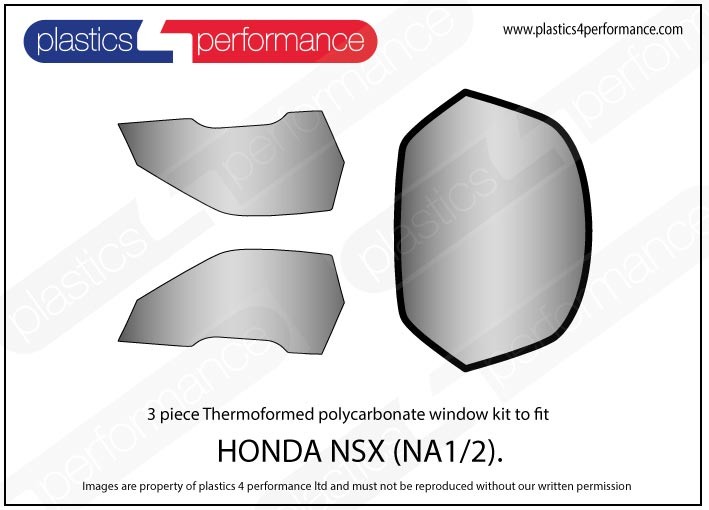 plastics 4 performance
www.plastics4performance.com
3 piece Thermoformed polycarbonate window kit to fit
HONDA NSX (NA1/2).
Images are property of plastics 4 performance ltd and must not be reproduced without our written permission